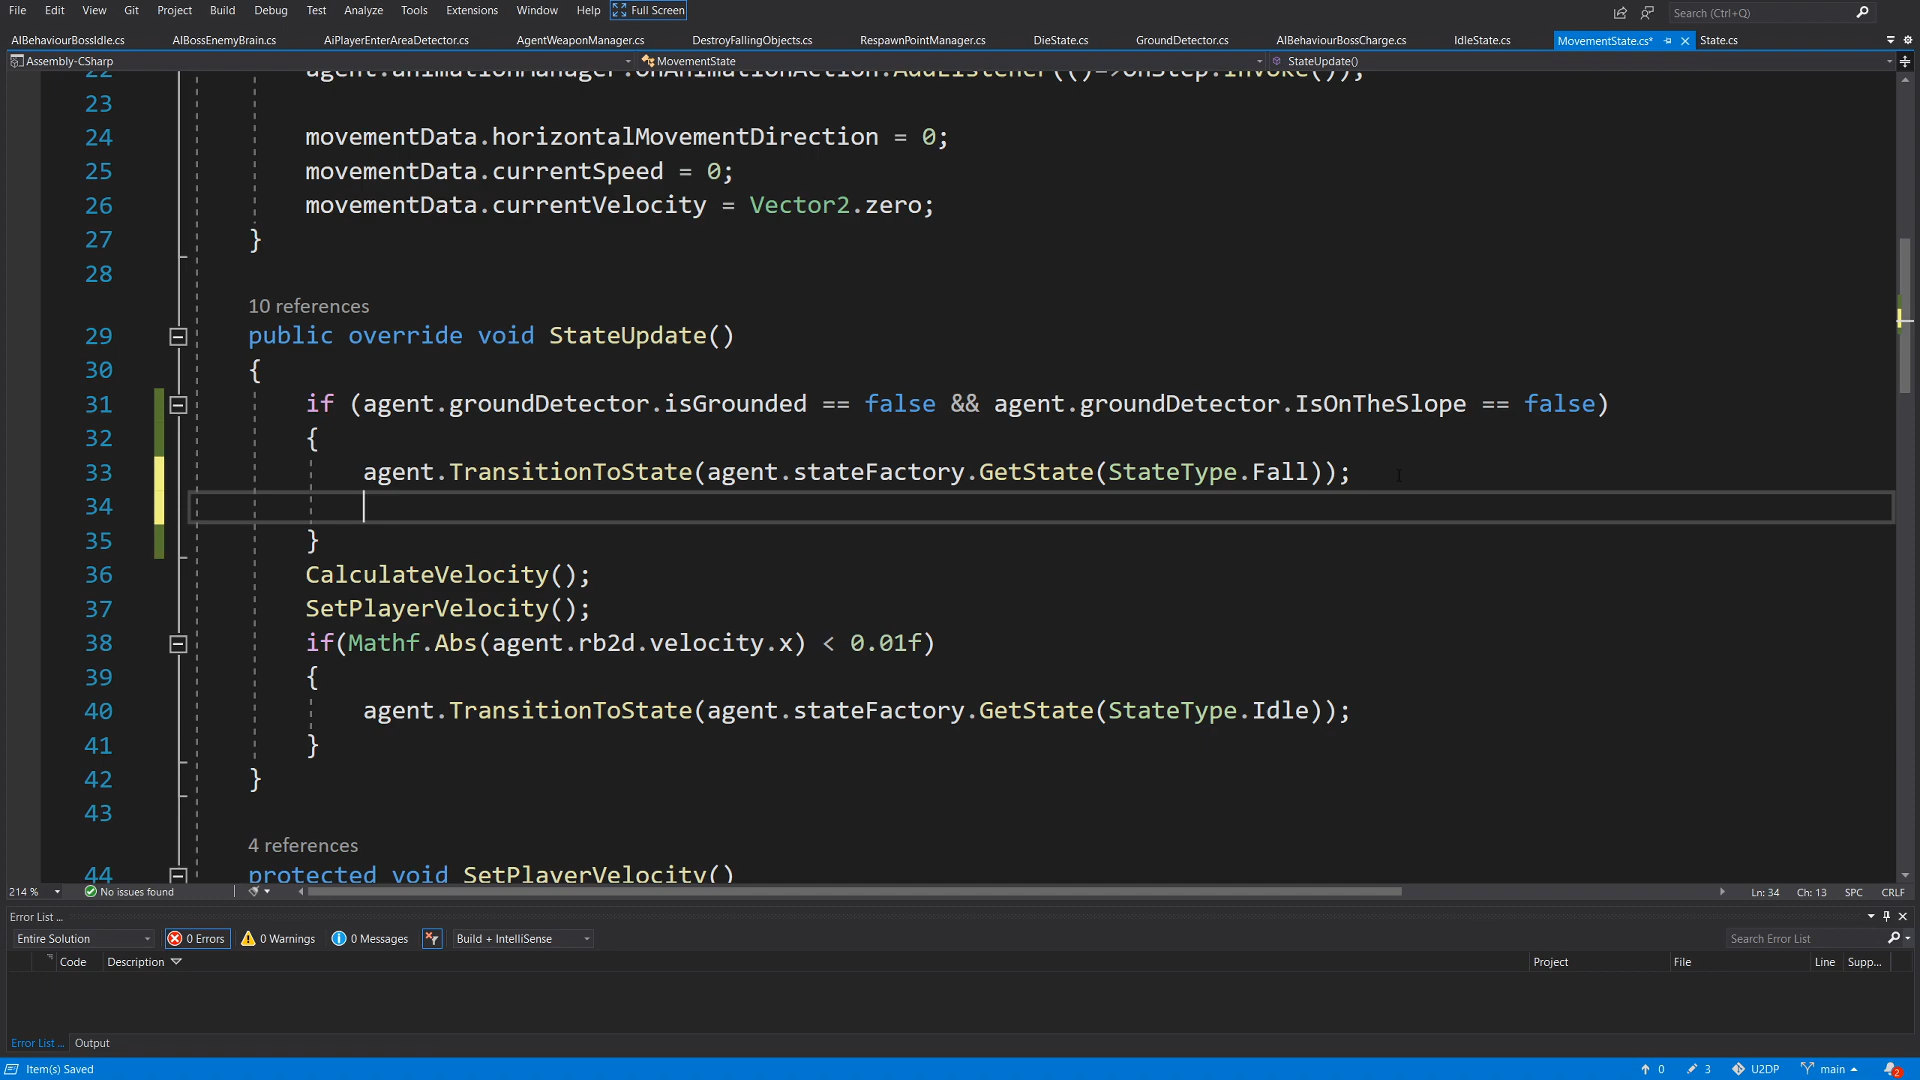 File Edit View Git Project Build Debug Test Analyze Tools Extensions Window Help Full Screen Search (Ctrl+Q)
AIBehaviourBossIdle.cs AIBossEnemyBrain.cs AiPlayerEnterAreaDetector.cs AgentWeaponManager.cs DestroyFallingObjects.cs RespawnPointManager.cs DieState.cs GroundDetector.cs AIBehaviourBossCharge.cs IdleState.cs MovementState.cs* State.cs
Assembly-CSharp MovementState StateUpdate()
22 agent.animationManager.OnAnimationAction.AddListener(()=>OnStep.Invoke());
23
24 movementData.horizontalMovementDirection = 0;
25 movementData.currentSpeed = 0;
26 movementData.currentVelocity = Vector2.zero;
27 }
28
10 references
29 public override void StateUpdate()
30 {
31 if (agent.groundDetector.isGrounded == false && agent.groundDetector.IsOnTheSlope == false)
32 {
33 agent.TransitionToState(agent.stateFactory.GetState(StateType.Fall));
34
35 }
36 CalculateVelocity();
37 SetPlayerVelocity();
38 if(Mathf.Abs(agent.rb2d.velocity.x) < 0.01f)
39 {
40 agent.TransitionToState(agent.stateFactory.GetState(StateType.Idle));
41 }
42 }
43
4 references
44 protected void SetPlayerVelocity()
214 % No issues found Ln: 34 Ch: 13 SPC CRLF
Error List ...
Entire Solution 0 Errors 0 Warnings 0 Messages Build + IntelliSense Search Error List
Code Description Project File Line Supp...
Error List ... Output
Item(s) Saved 0 3 U2DP main 2